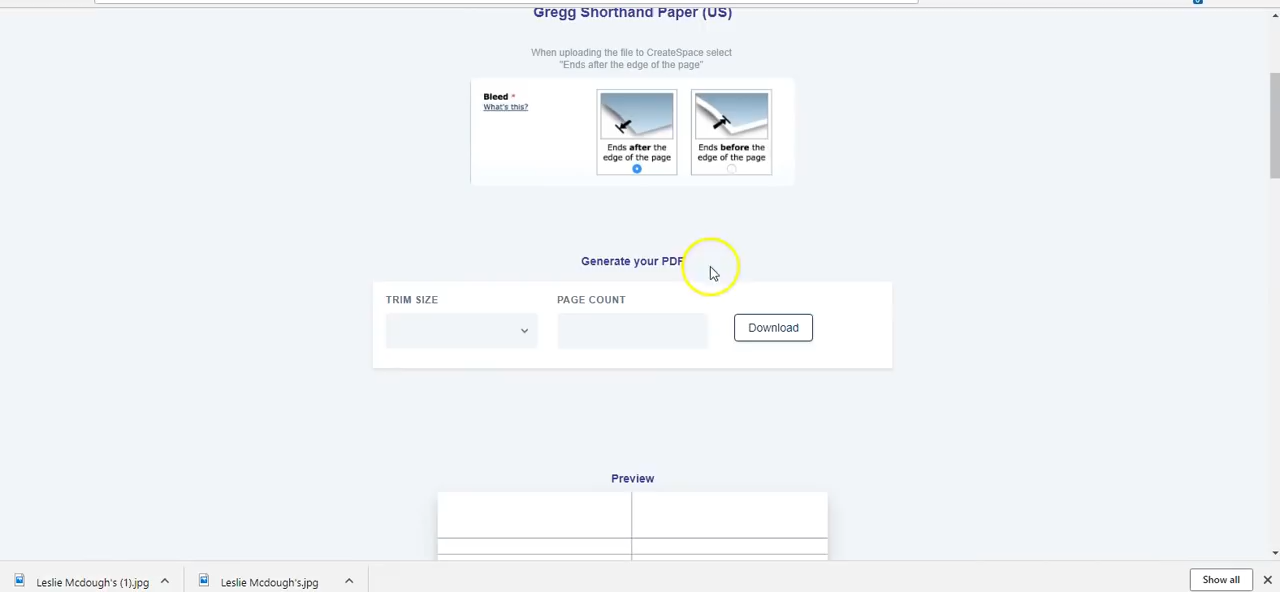 Gregg Shorthand Paper (US)
When uploading the file to CreateSpace select
"Ends after the edge of the page"
Bleed *
What's this?
Ends after the
edge of the page
Ends before the
edge of the page
Generate your PDF
TRIM SIZE
PAGE COUNT
Download
Preview
Leslie Mcdough's (1).jpg
Leslie Mcdough's.jpg
Show all